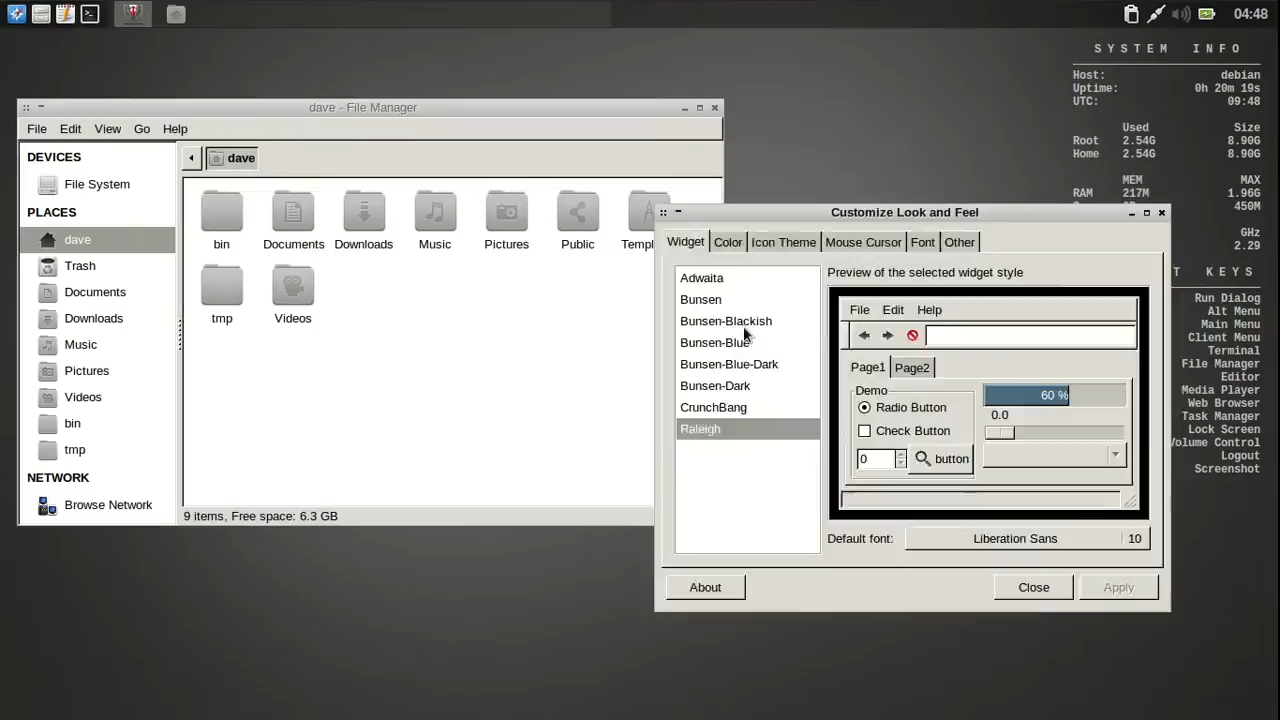 04:48
SYSTEM INFO
Host: debian
Uptime: 0h 20m 19s
UTC: 09:48
Used Size
Root 2.54G 8.90G
Home 2.54G 8.90G
MEM MAX
RAM 217M 1.96G
450M
GHz
2.29
T KEYS
Run Dialog
Alt Menu
Main Menu
Client Menu
Terminal
File Manager
Editor
Media Player
Web Browser
Task Manager
Lock Screen
Volume Control
Logout
Screenshot
dave - File Manager
File Edit View Go Help
DEVICES
File System
PLACES
dave
Trash
Documents
Downloads
Music
Pictures
Videos
bin
tmp
NETWORK
Browse Network
dave
bin Documents Downloads Music Pictures Public Templ
tmp Videos
9 items, Free space: 6.3 GB
Customize Look and Feel
Widget Color Icon Theme Mouse Cursor Font Other
Adwaita
Bunsen
Bunsen-Blackish
Bunsen-Blue
Bunsen-Blue-Dark
Bunsen-Dark
CrunchBang
Raleigh
Preview of the selected widget style
File Edit Help
Page1 Page2
Demo
Radio Button
Check Button
0 button
60 %
0.0
Default font: Liberation Sans 10
About Close Apply